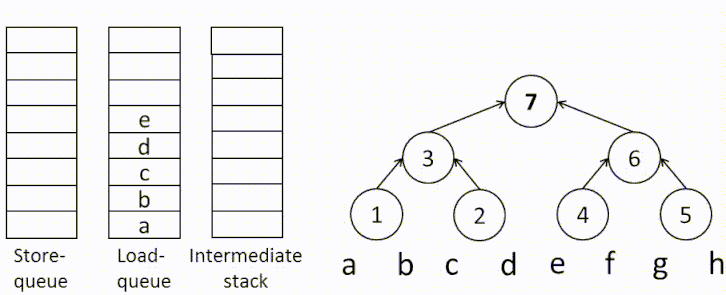 e
d
c
b
a
Store-
queue
Load-
queue
Intermediate
stack
7
3 6
1 2 4 5
a b c d e f g h